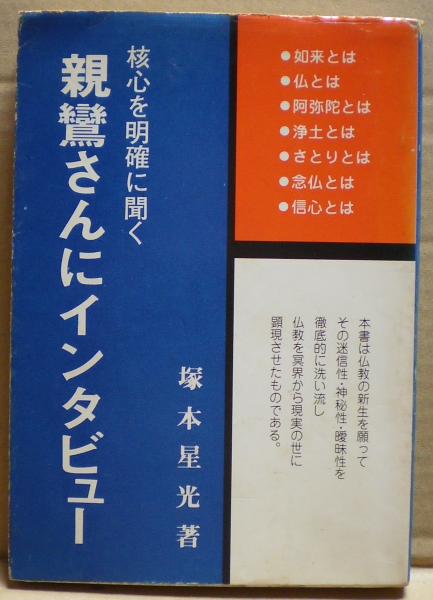 核心を明確に聞く
親鸞さんにインタビュー
塚本星光著
●如来とは
●仏とは
●阿弥陀とは
●浄土とは
●さとりとは
●念仏とは
●信心とは
本書は仏教の新生を願って
その迷信性・神秘性・曖昧性を
徹底的に洗い流し
仏教を冥界から現実の世に
顕現させたものである。